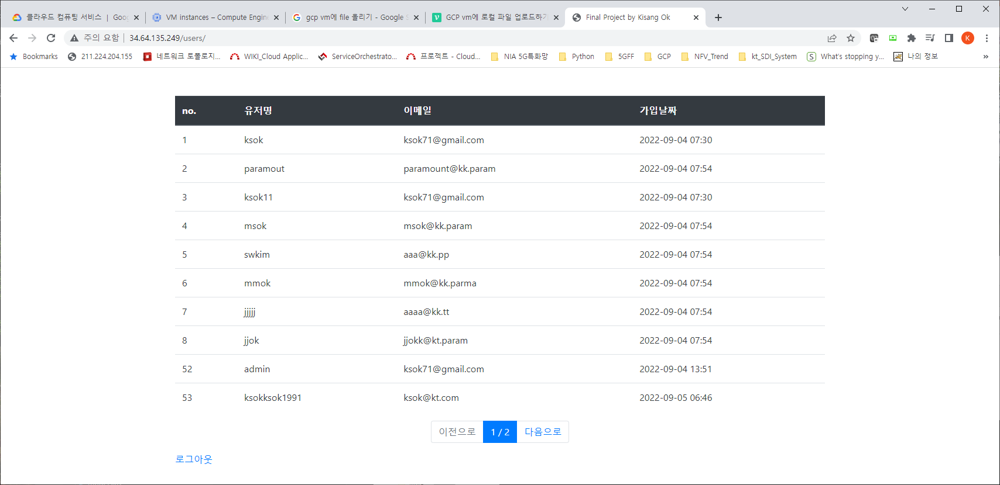 클라우드 컴퓨팅 서비스 | Goo
VM instances – Compute Engin
gcp vm에 file 올리기 - Google S
GCP vm에 로컬 파일 업로드하기
Final Project by Kisang Ok
주의 요함 | 34.64.135.249/users/
K
Bookmarks 211.224.204.155 네트워크 토폴로지... WIKI_Cloud Applic... ServiceOrchestrato... 프로젝트 - Cloud... NIA 5G특화망 Python 5GFF GCP NFV_Trend kt_SDI_System What's stopping y... 나의 정보 »
no. 유저명 이메일 가입날짜
1 ksok ksok71@gmail.com 2022-09-04 07:30
2 paramout paramount@kk.param 2022-09-04 07:54
3 ksok11 ksok71@gmail.com 2022-09-04 07:30
4 msok msok@kk.param 2022-09-04 07:54
5 swkim aaa@kk.pp 2022-09-04 07:54
6 mmok mmok@kk.parma 2022-09-04 07:54
7 jjjjj aaaa@kk.tt 2022-09-04 07:54
8 jjok jjokk@kt.param 2022-09-04 07:54
52 admin ksok71@gmail.com 2022-09-04 13:51
53 ksokksok1991 ksok@kt.com 2022-09-05 06:46
이전으로 1 / 2 다음으로
로그아웃